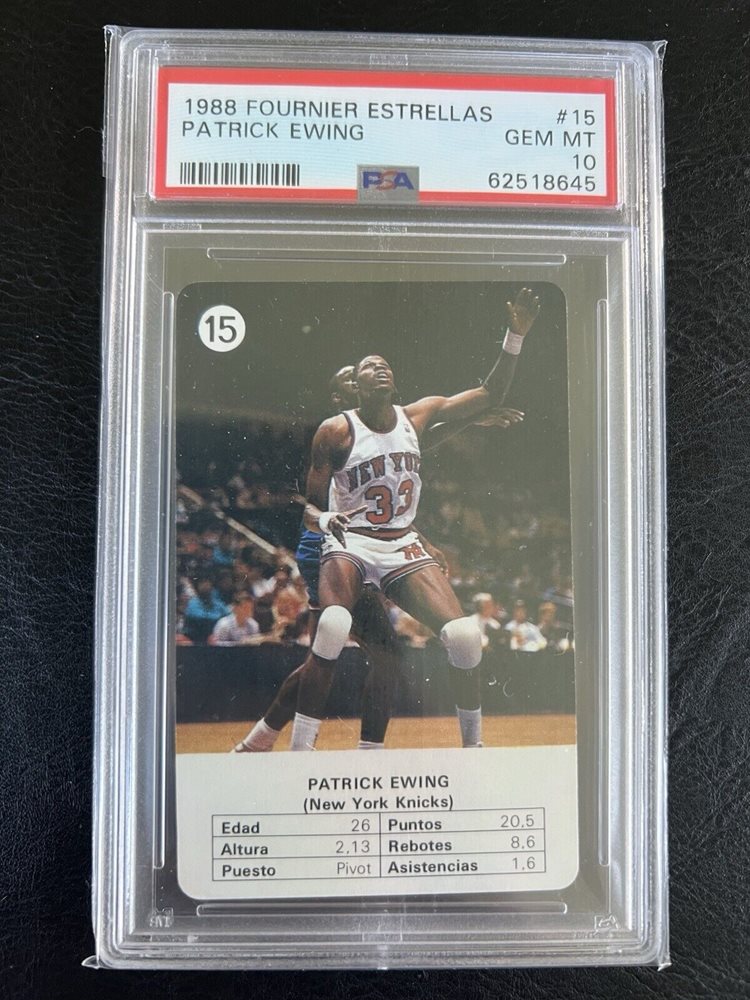 1988 FOURNIER ESTRELLAS #15
PATRICK EWING GEM MT
10
PSA 62518645
15
NEW YO
33
PATRICK EWING
(New York Knicks)
Edad 26 Puntos 20,5
Altura 2,13 Rebotes 8,6
Puesto Pivot Asistencias 1,6